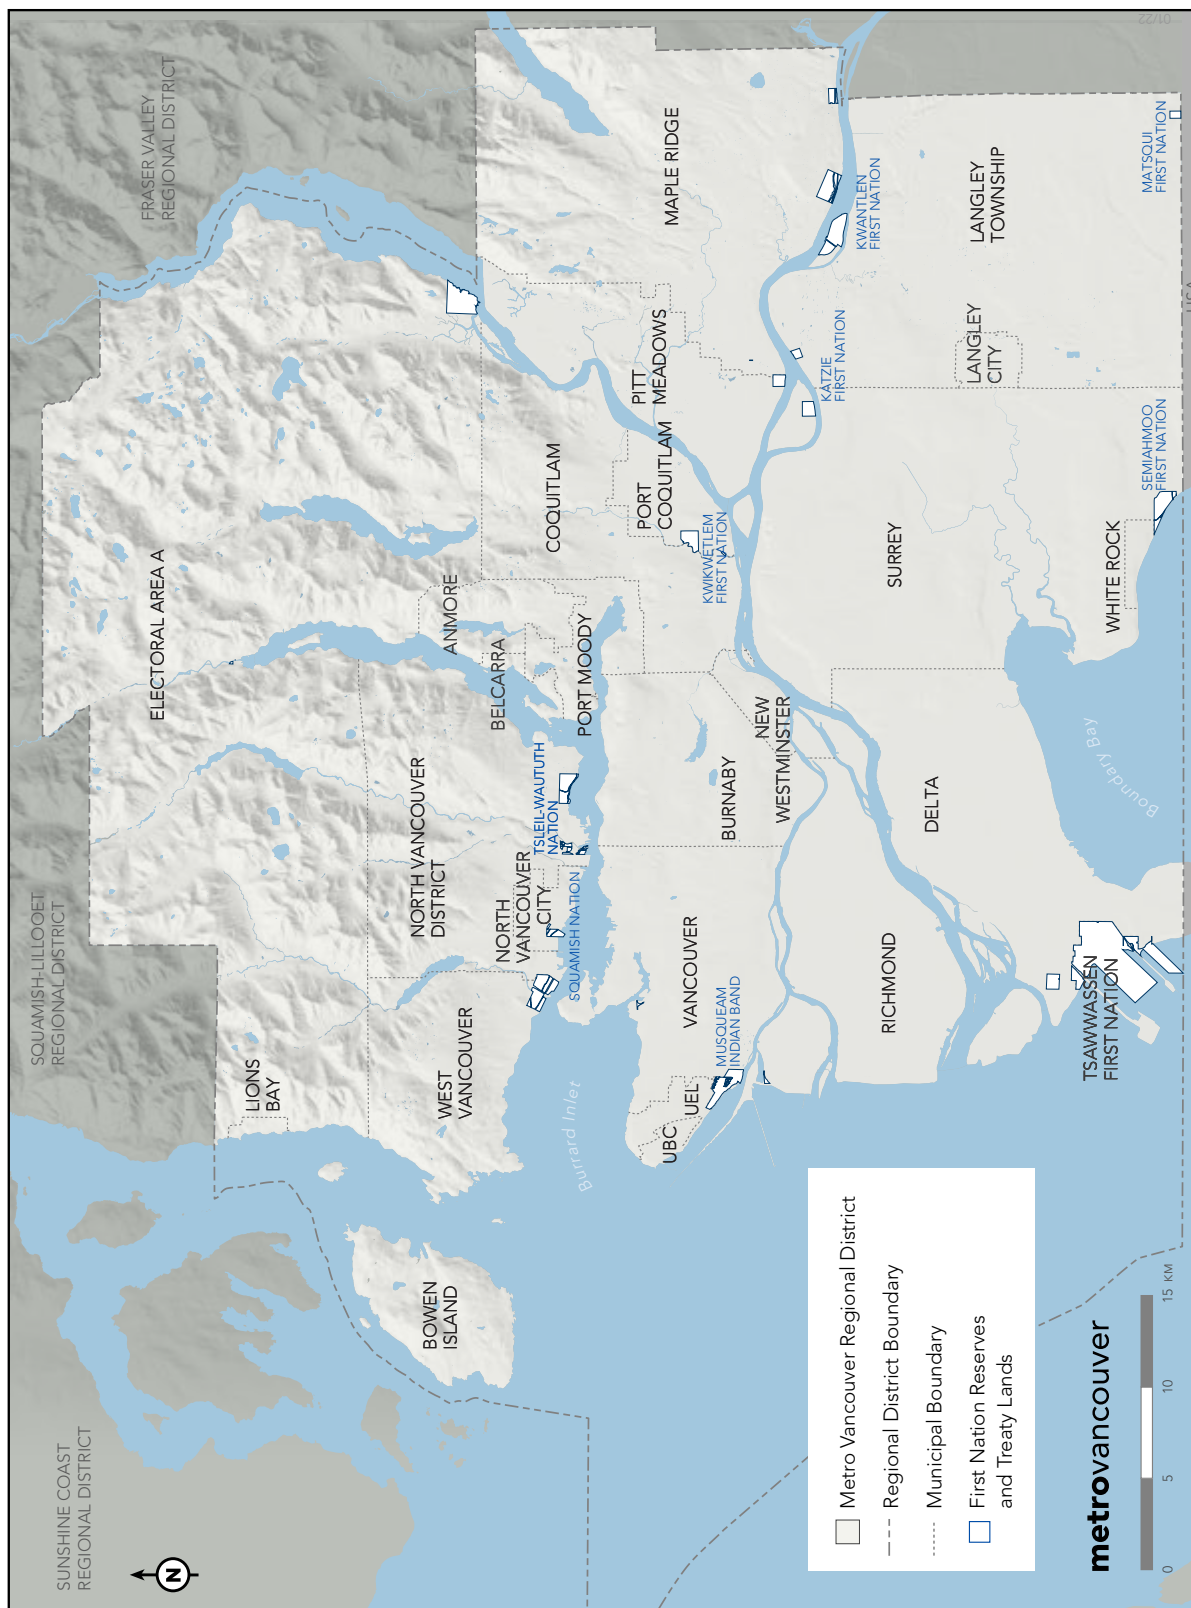 SUNSHINE COAST
REGIONAL DISTRICT
SQUAMISH-LILLOOET
REGIONAL DISTRICT
FRASER VALLEY
REGIONAL DISTRICT
N
ELECTORAL AREA A
LIONS
BAY
BOWEN
ISLAND
WEST
VANCOUVER
NORTH VANCOUVER
DISTRICT
NORTH
VANCOUVER
CITY
BELCARRA
ANMORE
COQUITLAM
TSLEIL-WAUTUTH
NATION
SQUAMISH NATION
PORT MOODY
PORT
COQUITLAM
PITT
MEADOWS
MAPLE RIDGE
Burrard Inlet
UBC
UEL
VANCOUVER
BURNABY
NEW
WESTMINSTER
MUSQUEAM
INDIAN BAND
KWIKWETLEM
FIRST NATION
KATZIE
FIRST NATION
KWANTLEN
FIRST NATION
RICHMOND
DELTA
SURREY
LANGLEY
CITY
LANGLEY
TOWNSHIP
TSAWWASSEN
FIRST NATION
Boundary Bay
WHITE ROCK
SEMIAHMOO
FIRST NATION
MATSQUI
FIRST NATION
Metro Vancouver Regional District
Regional District Boundary
Municipal Boundary
First Nation Reserves
and Treaty Lands
metrovancouver
0 5 10 15 KM
01/22